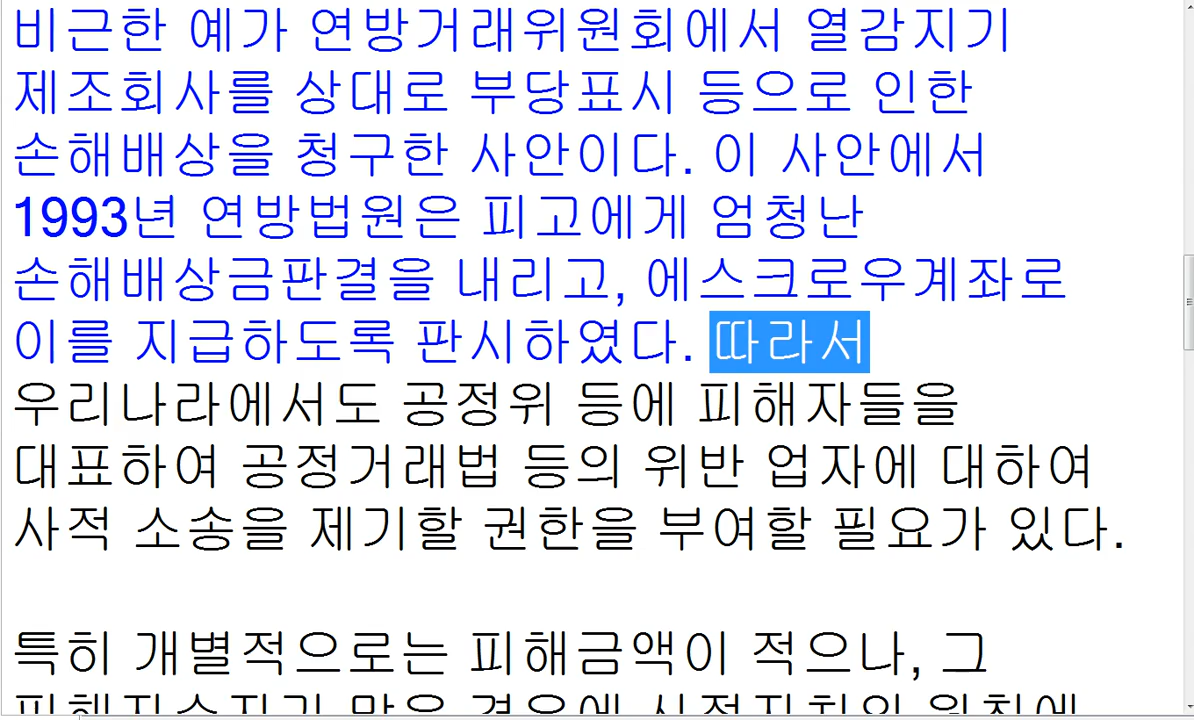 비근한 예가 연방거래위원회에서 열감지기
제조회사를 상대로 부당표시 등으로 인한
손해배상을 청구한 사안이다. 이 사안에서
1993년 연방법원은 피고에게 엄청난
손해배상금판결을 내리고, 에스크로우계좌로
이를 지급하도록 판시하였다. 따라서
우리나라에서도 공정위 등에 피해자들을
대표하여 공정거래법 등의 위반 업자에 대하여
사적 소송을 제기할 권한을 부여할 필요가 있다.
특히 개별적으로는 피해금액이 적으나, 그
많은 경우에